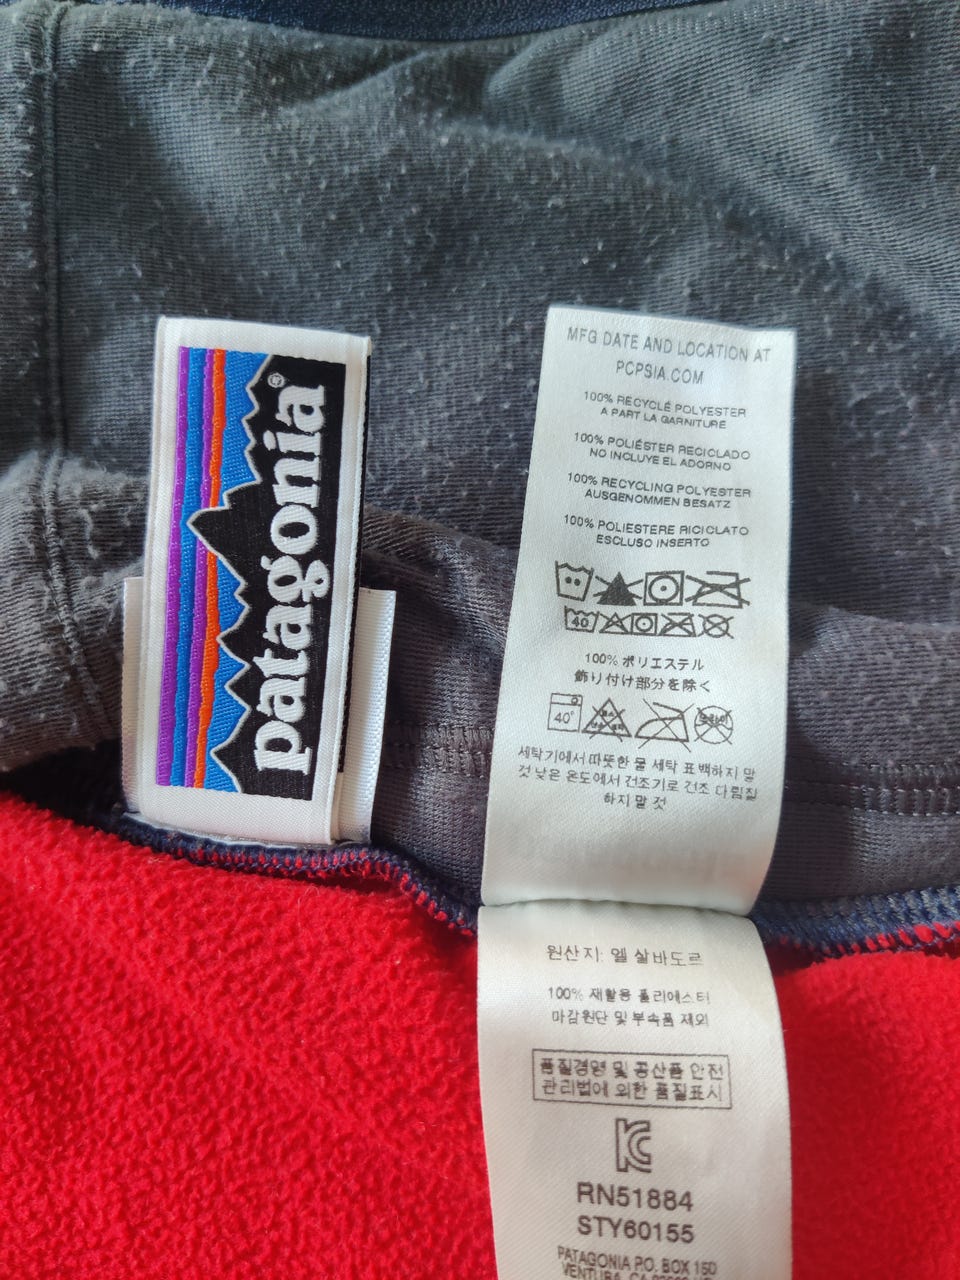 patagonia®
MFG DATE AND LOCATION AT
PCPSIA.COM
100% RECYCLÉ POLYESTER
A PART LA GARNITURE
100% POLIÉSTER RECICLADO
NO INCLUYE EL ADORNO
100% RECYCLING POLYESTER
AUSGENOMMEN BESATZ
100% POLIESTERE RICICLATO
ESCLUSO INSERTO
40
100% ポリエステル
飾り付け部分を除く
40°
세탁기에서 따뜻한 물 세탁 표백하지 말
것 낮은 온도에서 건조기로 건조 다림질
하지 말 것
원산지: 엘 살바도르
100% 재활용 폴리에스터
마감원단 및 부속품 제외
품질경영 및 공산품 안전
관리법에 의한 품질표시
RN51884
STY60155
PATAGONIA P.O. BOX 150
VENTURA, CA